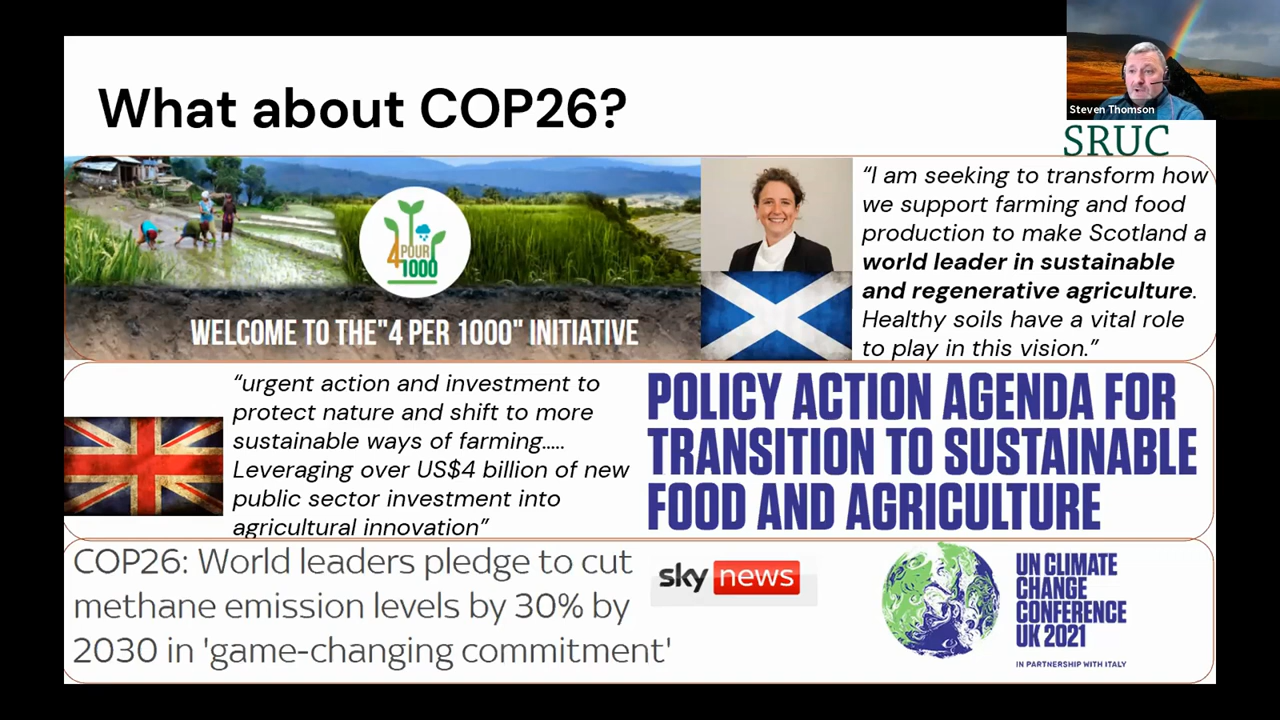 What about COP26?
Steven Thomson
SRUC
4
POUR
1000
WELCOME TO THE"4 PER 1000" INITIATIVE
“I am seeking to transform how
we support farming and food
production to make Scotland a
world leader in sustainable
and regenerative agriculture.
Healthy soils have a vital role
to play in this vision.”
“urgent action and investment to
protect nature and shift to more
sustainable ways of farming.....
Leveraging over US$4 billion of new
public sector investment into
agricultural innovation”
POLICY ACTION AGENDA FOR
TRANSITION TO SUSTAINABLE
FOOD AND AGRICULTURE
COP26: World leaders pledge to cut
methane emission levels by 30% by
2030 in 'game-changing commitment'
sky news
UN CLIMATE
CHANGE
CONFERENCE
UK 2021
IN PARTNERSHIP WITH ITALY